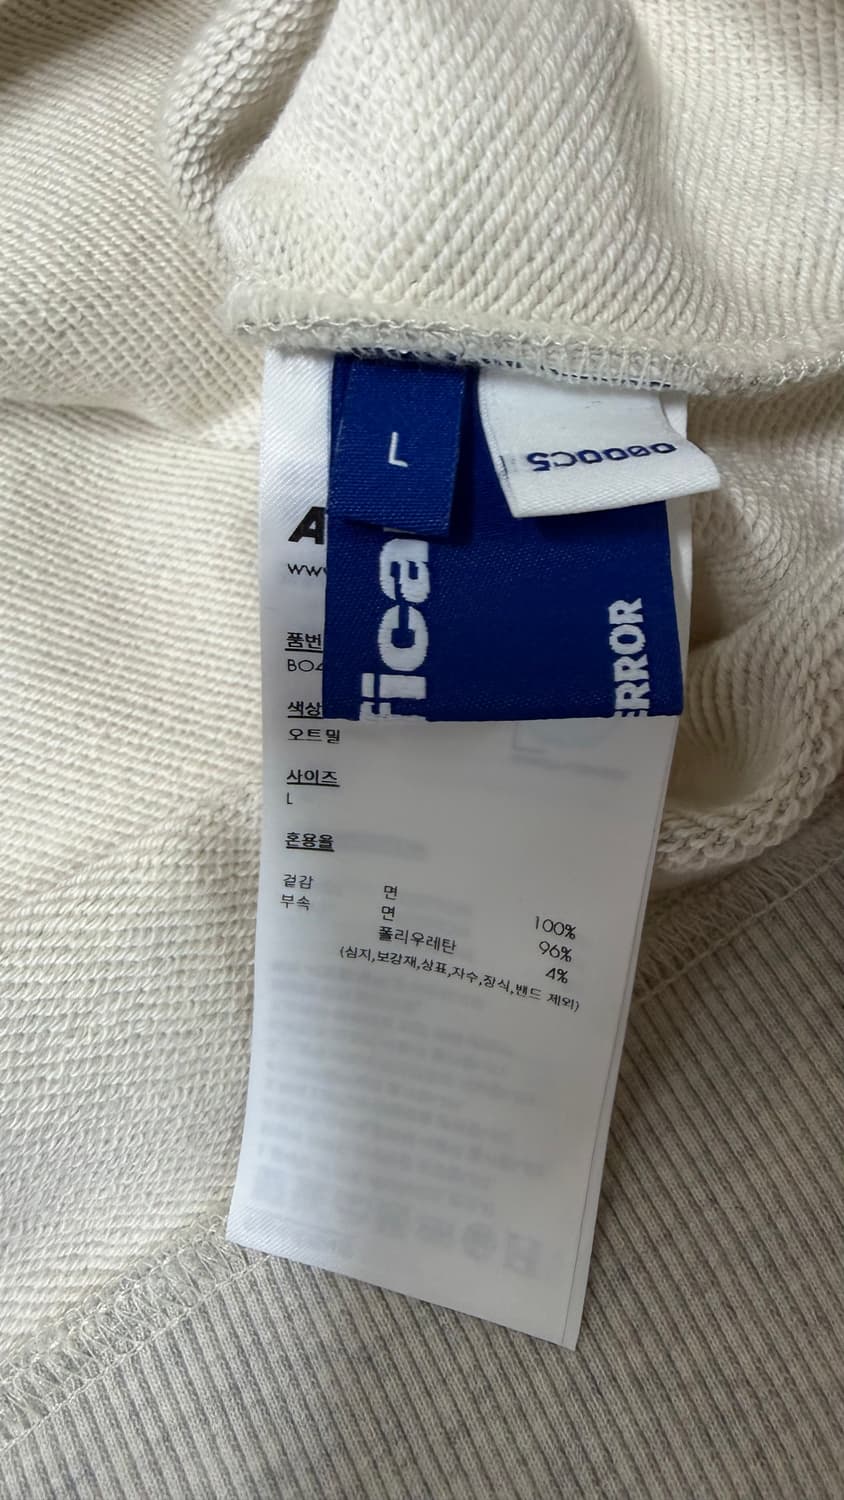 L
0000C5
fica
ERROR
A
www
품번
BO4
색상
오트밀
사이즈
L
혼용율
겉감 면 100%
부속 면 96%
폴리우레탄 4%
(심지,보강재,상표,자수,장식,밴드 제외)